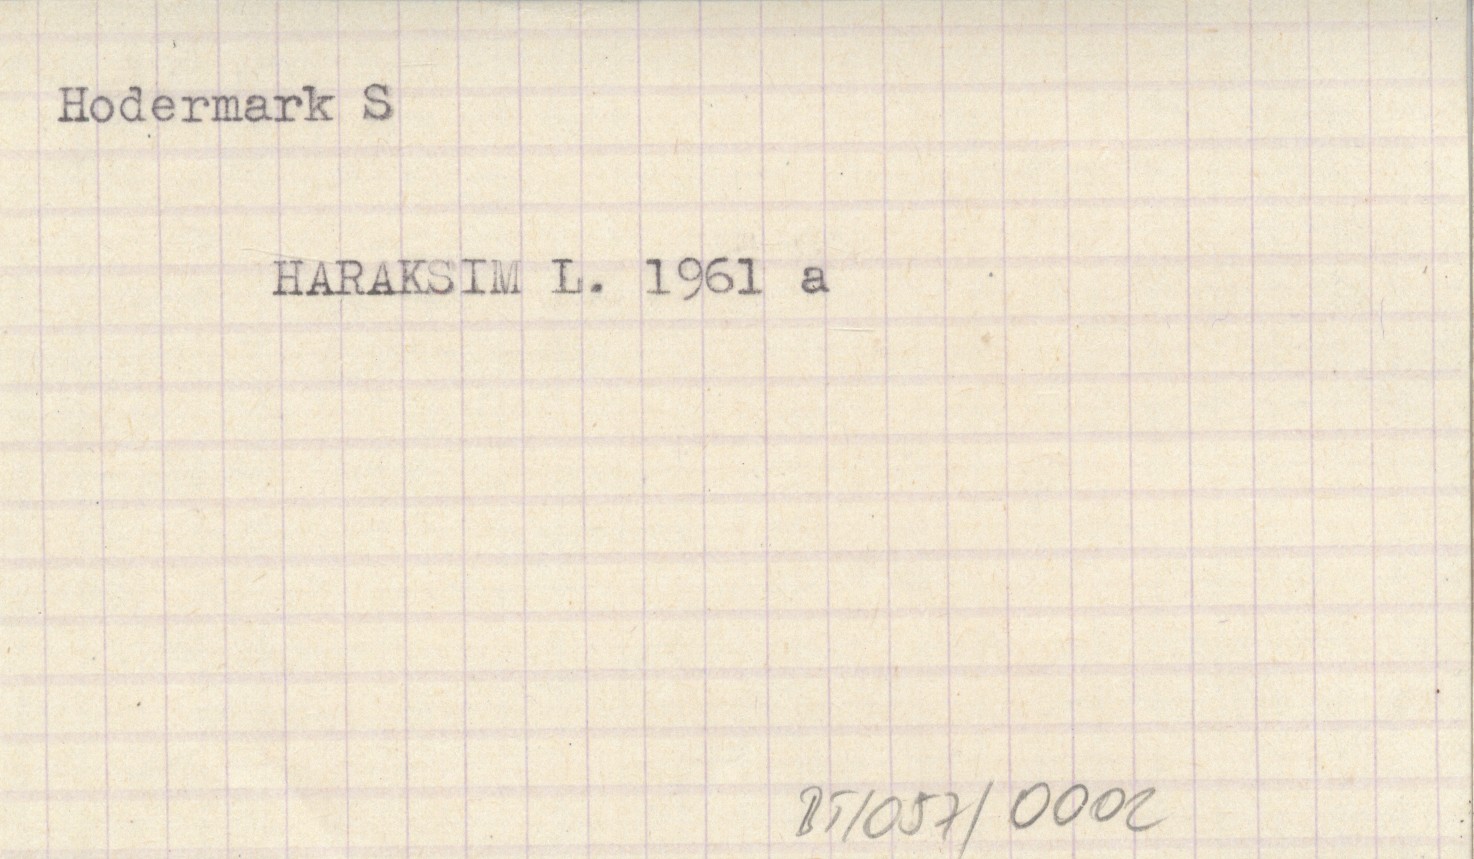 Hodermark S
HARAKSIM L. 1961 a
BT/057/0002